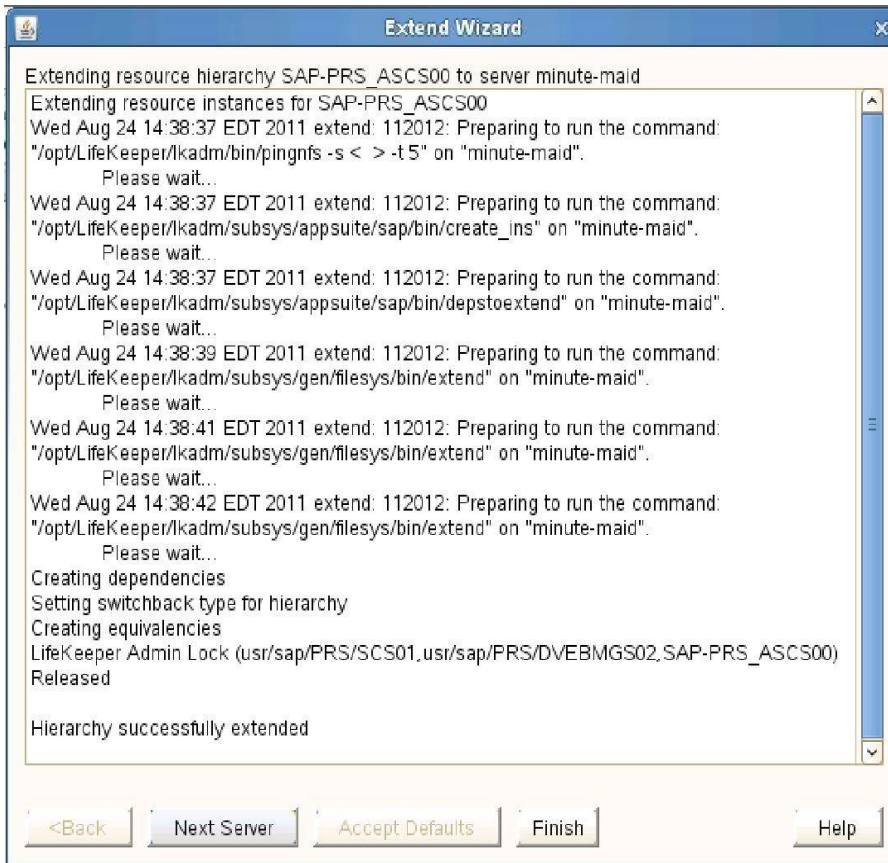 Extend Wizard
x
Extending resource hierarchy SAP-PRS_ASCS00 to server minute-maid
Extending resource instances for SAP-PRS_ASCS00
Wed Aug 24 14:38:37 EDT 2011 extend: 112012: Preparing to run the command:
"/opt/LifeKeeper/lkadm/bin/pingnfs -s < > -t 5" on "minute-maid".
Please wait...
Wed Aug 24 14:38:37 EDT 2011 extend: 112012: Preparing to run the command:
"/opt/LifeKeeper/lkadm/subsys/appsuite/sap/bin/create_ins" on "minute-maid".
Please wait...
Wed Aug 24 14:38:37 EDT 2011 extend: 112012: Preparing to run the command:
"/opt/LifeKeeper/lkadm/subsys/appsuite/sap/bin/depstoextend" on "minute-maid".
Please wait...
Wed Aug 24 14:38:39 EDT 2011 extend: 112012: Preparing to run the command:
"/opt/LifeKeeper/lkadm/subsys/gen/filesys/bin/extend" on "minute-maid".
Please wait...
Wed Aug 24 14:38:41 EDT 2011 extend: 112012: Preparing to run the command:
"/opt/LifeKeeper/lkadm/subsys/gen/filesys/bin/extend" on "minute-maid".
Please wait...
Wed Aug 24 14:38:42 EDT 2011 extend: 112012: Preparing to run the command:
"/opt/LifeKeeper/lkadm/subsys/gen/filesys/bin/extend" on "minute-maid".
Please wait...
Creating dependencies
Setting switchback type for hierarchy
Creating equivalencies
LifeKeeper Admin Lock (usr/sap/PRS/SCS01,usr/sap/PRS/DVEBMGS02,SAP-PRS_ASCS00)
Released
Hierarchy successfully extended
<Back Next Server Accept Defaults Finish Help